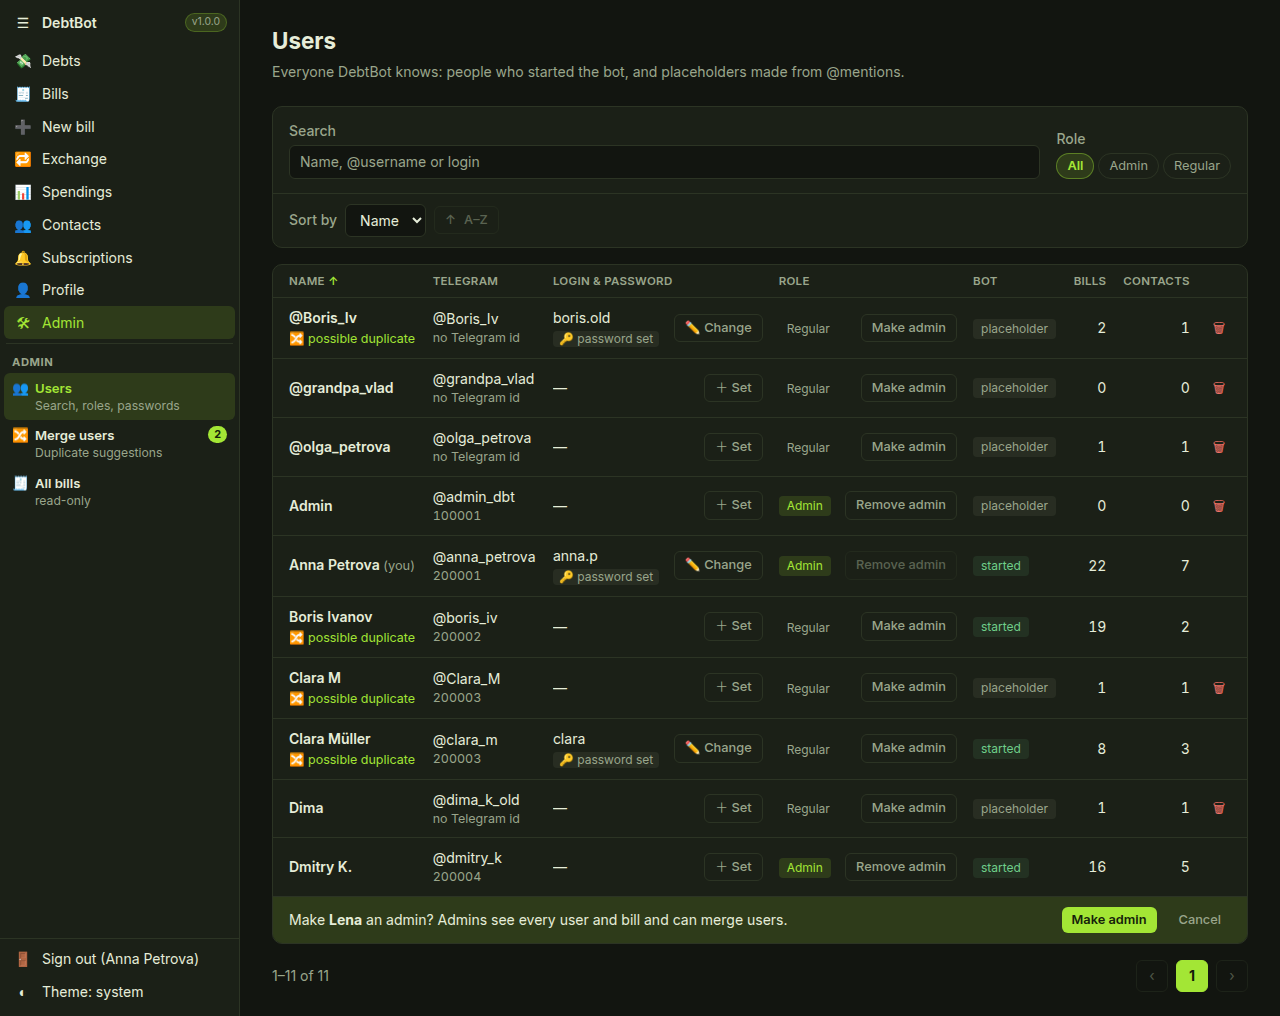 DebtBot
v1.0.0
Debts
Bills
New bill
Exchange
Spendings
Contacts
Subscriptions
Profile
Admin
ADMIN
Users
Search, roles, passwords
Merge users 2
Duplicate suggestions
All bills
read-only
Sign out (Anna Petrova)
Theme: system
Users
Everyone DebtBot knows: people who started the bot, and placeholders made from @mentions.
Search
Name, @username or login
Role
All Admin Regular
Sort by Name ↑ A–Z
NAME ↑ TELEGRAM LOGIN & PASSWORD ROLE BOT BILLS CONTACTS
@Boris_Iv @Boris_Iv boris.old Change Regular Make admin placeholder 2 1
possible duplicate no Telegram id password set
@grandpa_vlad @grandpa_vlad — + Set Regular Make admin placeholder 0 0
no Telegram id
@olga_petrova @olga_petrova — + Set Regular Make admin placeholder 1 1
no Telegram id
Admin @admin_dbt — + Set Admin Remove admin placeholder 0 0
100001
Anna Petrova (you) @anna_petrova anna.p Change Admin Remove admin started 22 7
200001 password set
Boris Ivanov @boris_iv — + Set Regular Make admin started 19 2
possible duplicate 200002
Clara M @Clara_M — + Set Regular Make admin placeholder 1 1
possible duplicate 200003
Clara Müller @clara_m clara Change Regular Make admin started 8 3
possible duplicate 200003 password set
Dima @dima_k_old — + Set Regular Make admin placeholder 1 1
no Telegram id
Dmitry K. @dmitry_k — + Set Admin Remove admin started 16 5
200004
Make Lena an admin? Admins see every user and bill and can merge users. Make admin Cancel
1–11 of 11 ‹ 1 ›